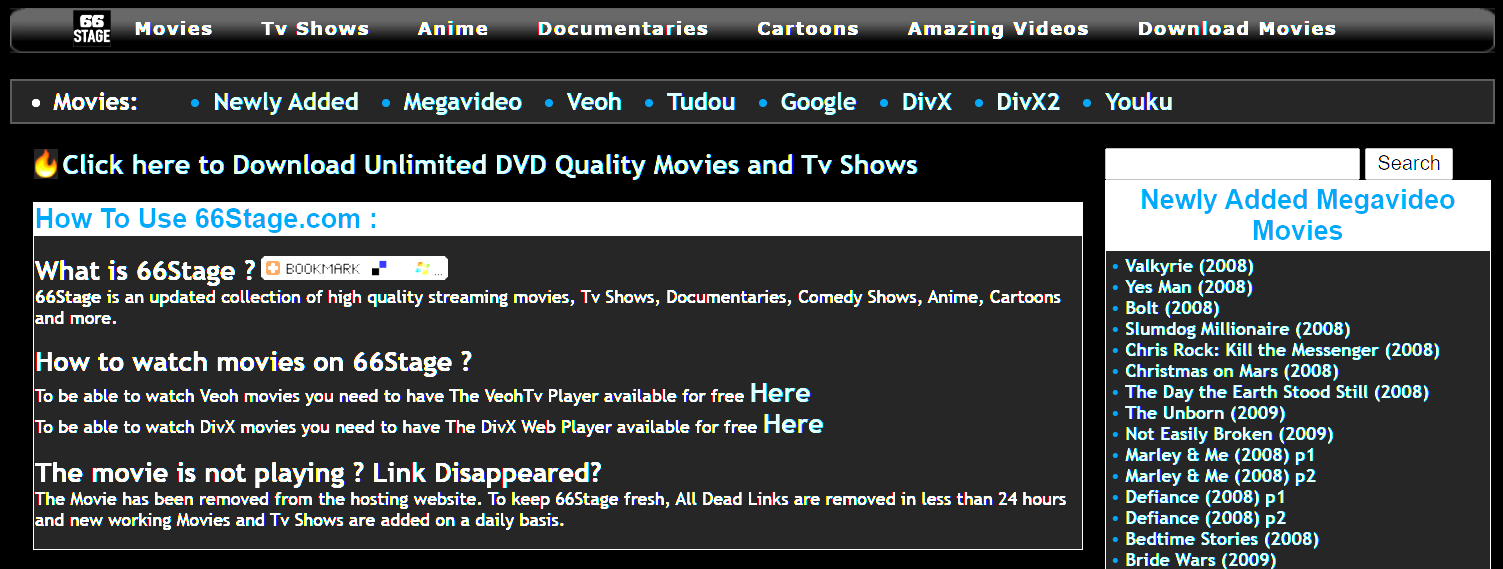 66 STAGE Movies Tv Shows Anime Documentaries Cartoons Amazing Videos Download Movies
Movies: Newly Added Megavideo Veoh Tudou Google DivX DivX2 Youku
Click here to Download Unlimited DVD Quality Movies and Tv Shows
How To Use 66Stage.com :
What is 66Stage ? BOOKMARK ...
66Stage is an updated collection of high quality streaming movies, Tv Shows, Documentaries, Comedy Shows, Anime, Cartoons
and more.
How to watch movies on 66Stage ?
To be able to watch Veoh movies you need to have The VeohTv Player available for free Here
To be able to watch DivX movies you need to have The DivX Web Player available for free Here
The movie is not playing ? Link Disappeared?
The Movie has been removed from the hosting website. To keep 66Stage fresh, All Dead Links are removed in less than 24 hours
and new working Movies and Tv Shows are added on a daily basis.
Search
Newly Added Megavideo
Movies
Valkyrie (2008)
Yes Man (2008)
Bolt (2008)
Slumdog Millionaire (2008)
Chris Rock: Kill the Messenger (2008)
Christmas on Mars (2008)
The Day the Earth Stood Still (2008)
The Unborn (2009)
Not Easily Broken (2009)
Marley & Me (2008) p1
Marley & Me (2008) p2
Defiance (2008) p1
Defiance (2008) p2
Bedtime Stories (2008)
Bride Wars (2009)